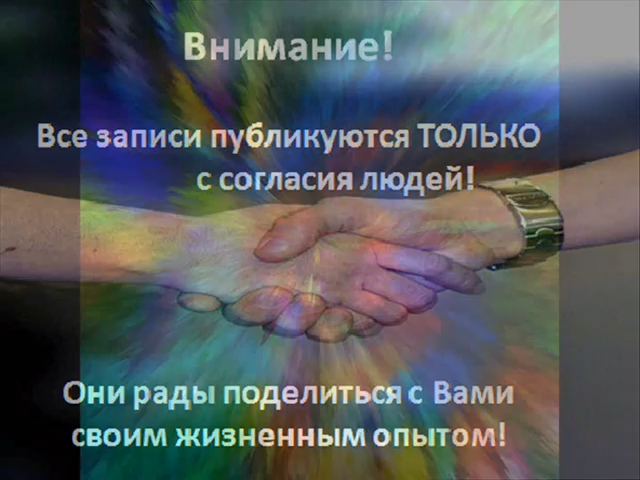 Внимание!
Все записи публикуются ТОЛЬКО
с согласия людей!
Они рады поделиться с Вами
своим жизненным опытом!